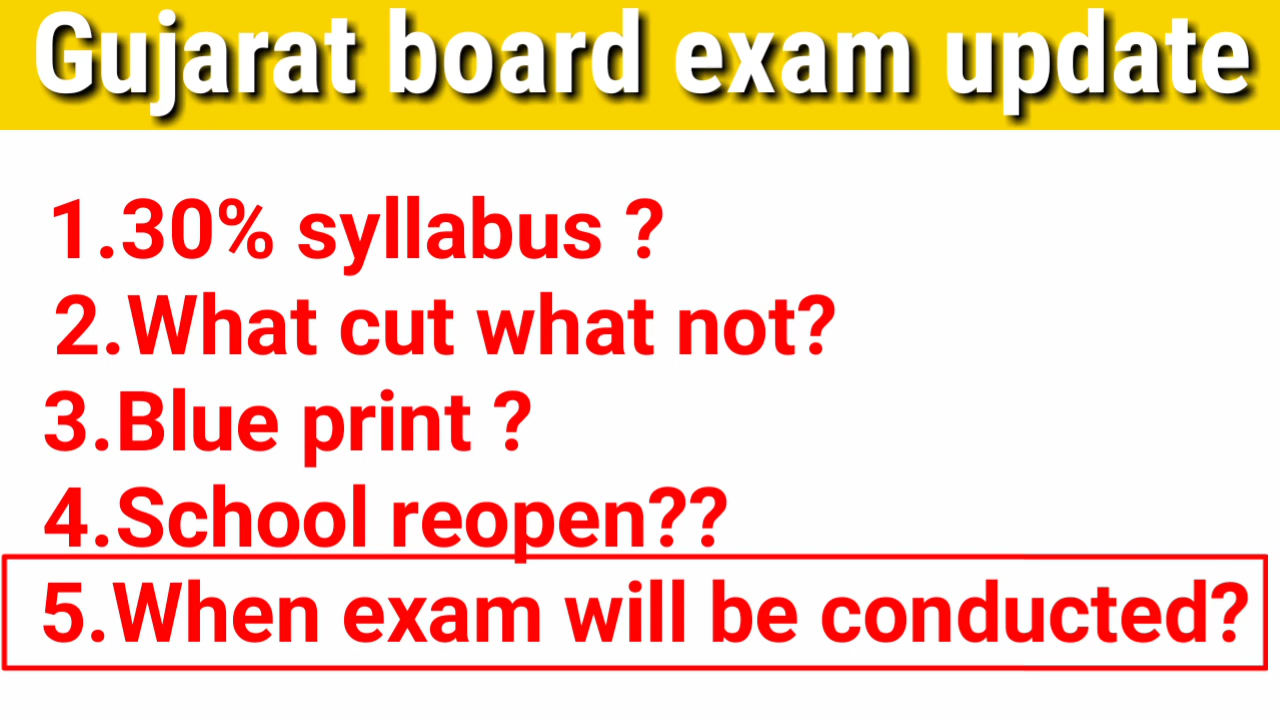 Gujarat board exam update
1.30% syllabus ?
2.What cut what not?
3.Blue print ?
4.School reopen??
5.When exam will be conducted?